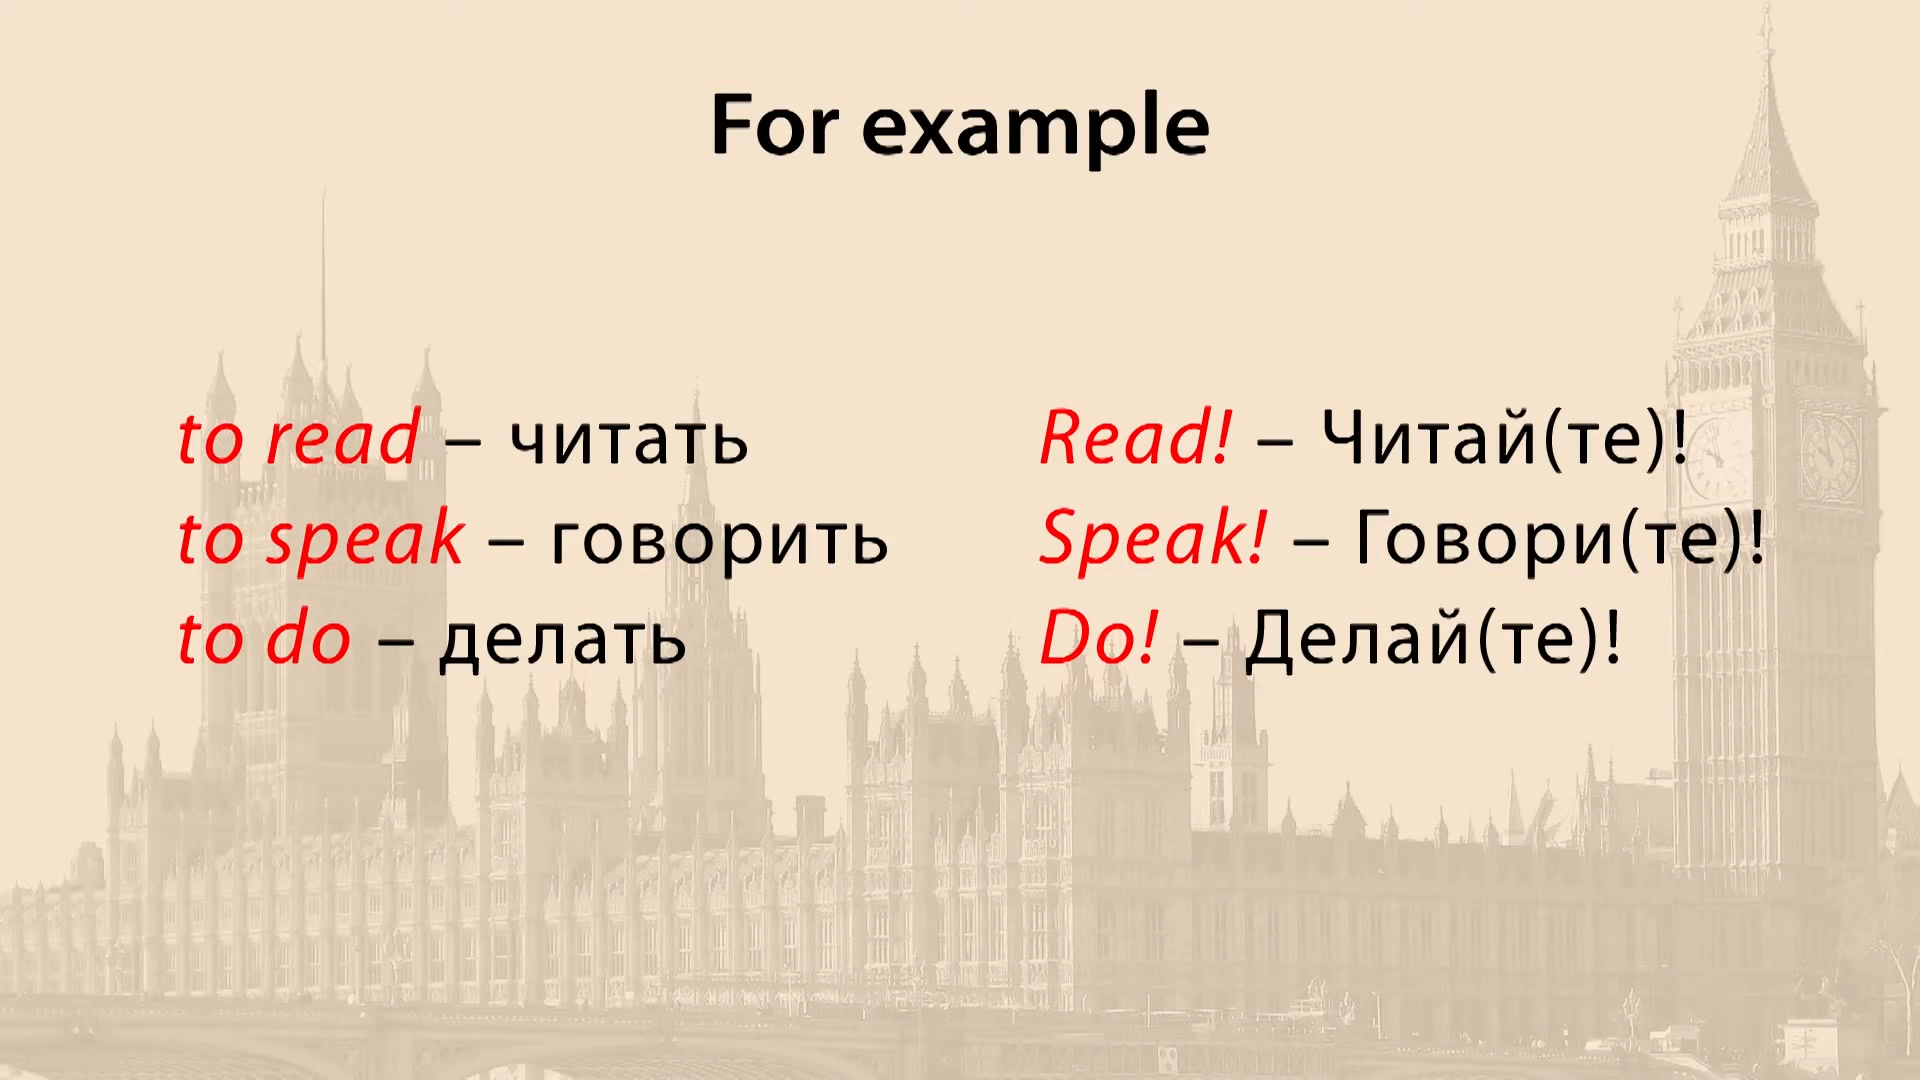 For example
to read – читать
to speak – говорить
to do – делать
Read! – Читай(те)!
Speak! – Говори(те)!
Do! – Делай(те)!